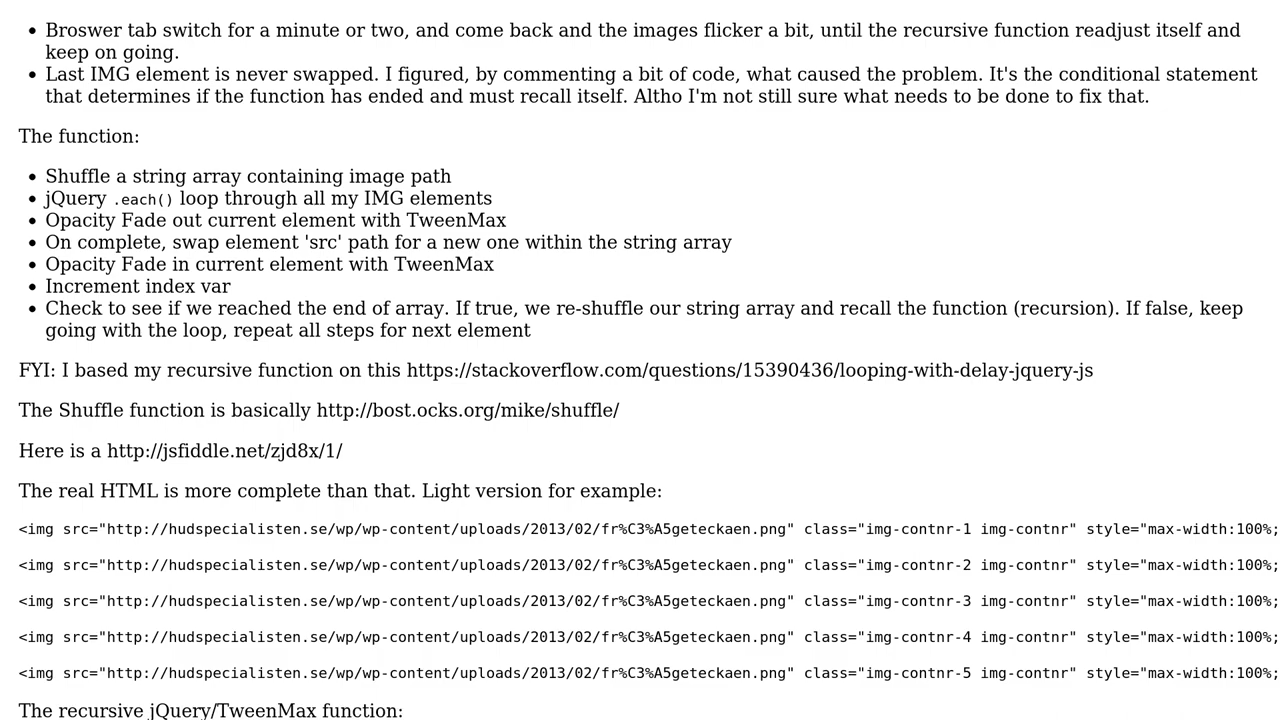 Broswer tab switch for a minute or two, and come back and the images flicker a bit, until the recursive function readjust itself and
keep on going.
Last IMG element is never swapped. I figured, by commenting a bit of code, what caused the problem. It's the conditional statement
that determines if the function has ended and must recall itself. Altho I'm not still sure what needs to be done to fix that.
The function:
Shuffle a string array containing image path
jQuery .each() loop through all my IMG elements
Opacity Fade out current element with TweenMax
On complete, swap element 'src' path for a new one within the string array
Opacity Fade in current element with TweenMax
Increment index var
Check to see if we reached the end of array. If true, we re-shuffle our string array and recall the function (recursion). If false, keep
going with the loop, repeat all steps for next element
FYI: I based my recursive function on this https://stackoverflow.com/questions/15390436/looping-with-delay-jquery-js
The Shuffle function is basically http://bost.ocks.org/mike/shuffle/
Here is a http://jsfiddle.net/zjd8x/1/
The real HTML is more complete than that. Light version for example:
<img src="http://hudspecialisten.se/wp/wp-content/uploads/2013/02/fr%C3%A5geteckaen.png" class="img-contnr-1 img-contnr" style="max-width:100%;
<img src="http://hudspecialisten.se/wp/wp-content/uploads/2013/02/fr%C3%A5geteckaen.png" class="img-contnr-2 img-contnr" style="max-width:100%;
<img src="http://hudspecialisten.se/wp/wp-content/uploads/2013/02/fr%C3%A5geteckaen.png" class="img-contnr-3 img-contnr" style="max-width:100%;
<img src="http://hudspecialisten.se/wp/wp-content/uploads/2013/02/fr%C3%A5geteckaen.png" class="img-contnr-4 img-contnr" style="max-width:100%;
<img src="http://hudspecialisten.se/wp/wp-content/uploads/2013/02/fr%C3%A5geteckaen.png" class="img-contnr-5 img-contnr" style="max-width:100%;
The recursive jQuery/TweenMax function: